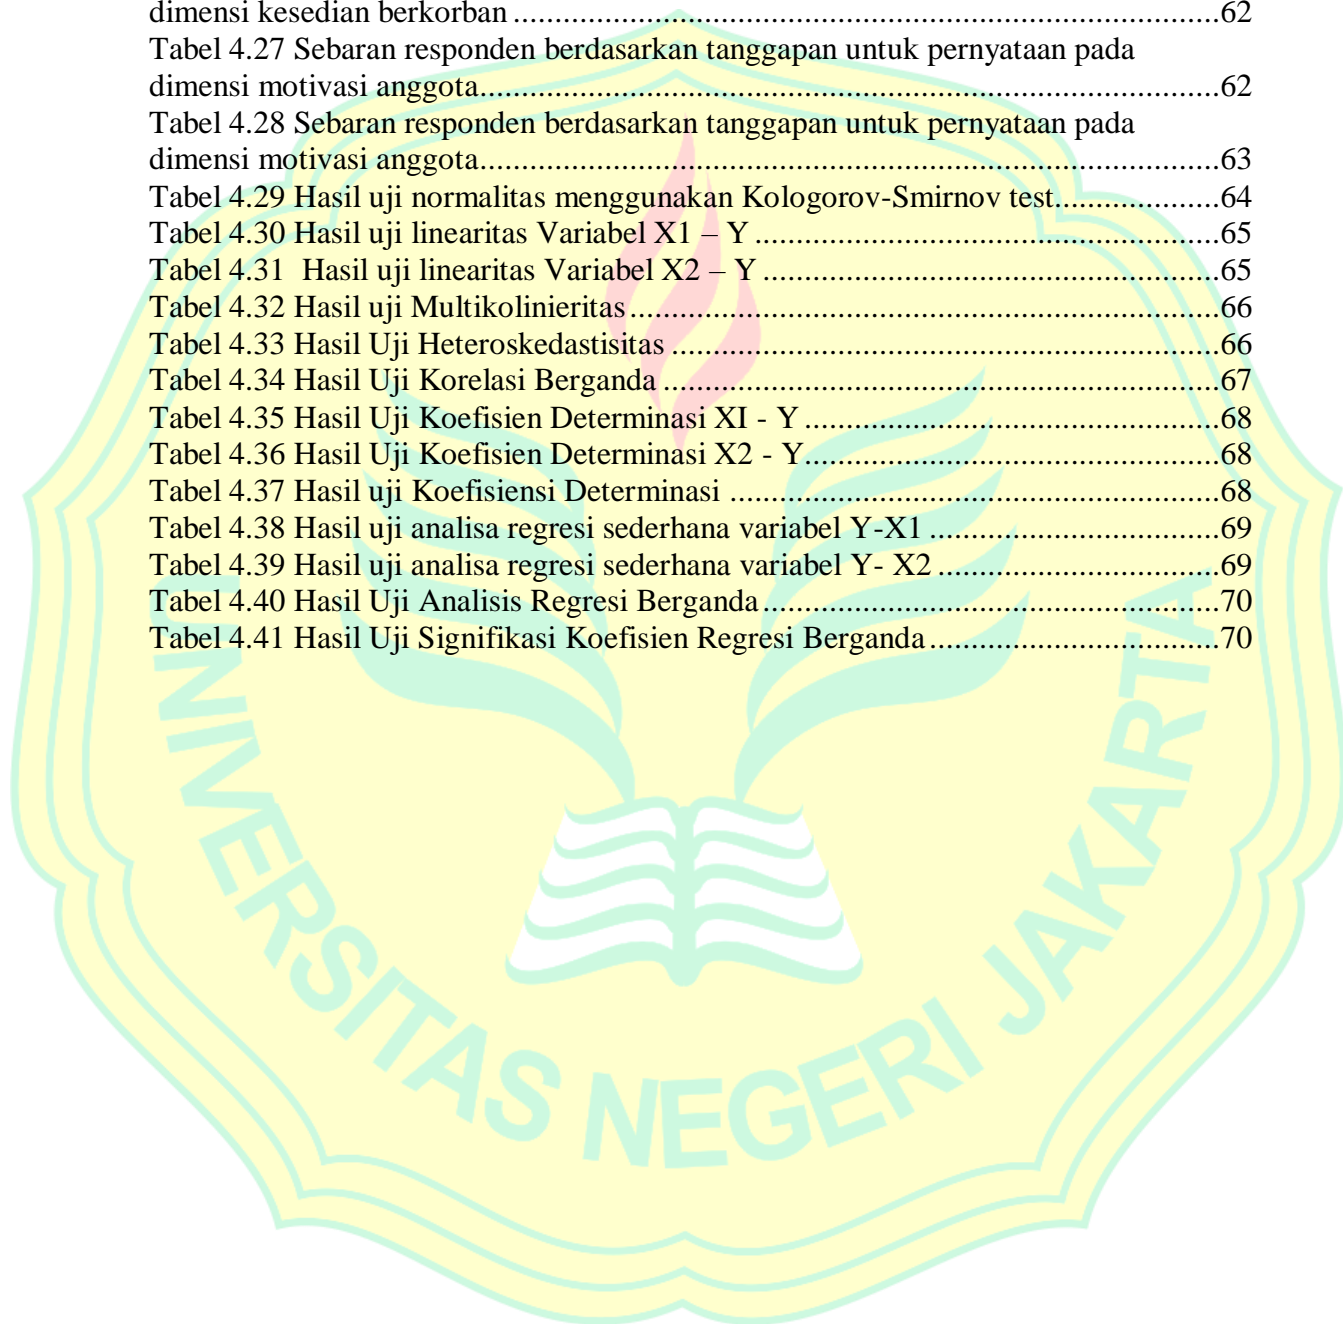 dimensi kesedian berkorban ......................................................................................62
Tabel 4.27 Sebaran responden berdasarkan tanggapan untuk pernyataan pada
dimensi motivasi anggota..........................................................................................62
Tabel 4.28 Sebaran responden berdasarkan tanggapan untuk pernyataan pada
dimensi motivasi anggota..........................................................................................63
Tabel 4.29 Hasil uji normalitas menggunakan Kologorov-Smirnov test....................64
Tabel 4.30 Hasil uji linearitas Variabel X1 – Y .........................................................65
Tabel 4.31  Hasil uji linearitas Variabel X2 – Y ........................................................65
Tabel 4.32 Hasil uji Multikolinieritas ........................................................................66
Tabel 4.33 Hasil Uji Heteroskedastisitas ...................................................................66
Tabel 4.34 Hasil Uji Korelasi Berganda ....................................................................67
Tabel 4.35 Hasil Uji Koefisien Determinasi XI - Y ...................................................68
Tabel 4.36 Hasil Uji Koefisien Determinasi X2 - Y...................................................68
Tabel 4.37 Hasil uji Koefisiensi Determinasi ............................................................68
Tabel 4.38 Hasil uji analisa regresi sederhana variabel Y-X1 ...................................69
Tabel 4.39 Hasil uji analisa regresi sederhana variabel Y- X2 ..................................69
Tabel 4.40 Hasil Uji Analisis Regresi Berganda ........................................................70
Tabel 4.41 Hasil Uji Signifikasi Koefisien Regresi Berganda ...................................70
UNIVERSITAS NEGERI JAKARTA